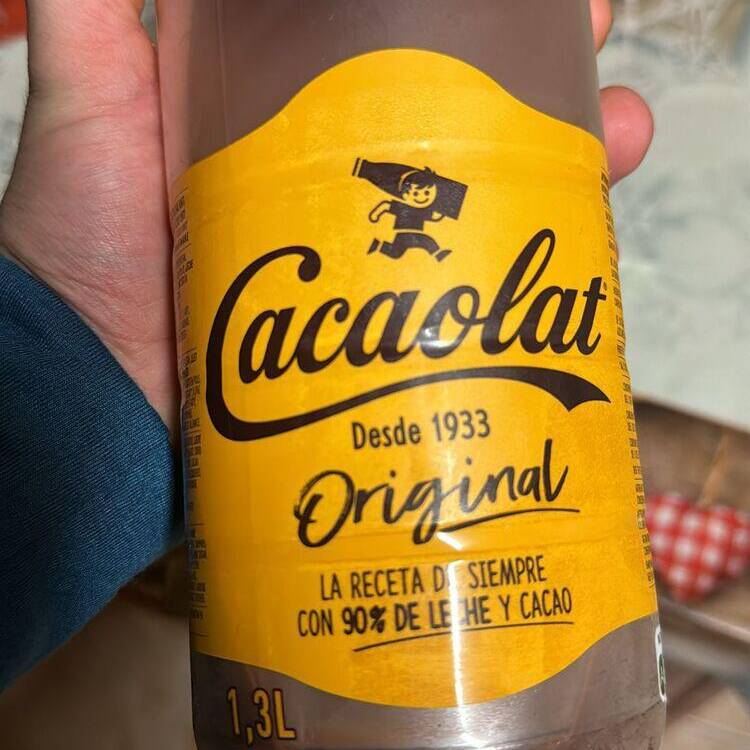 Cacaolat
Desde 1933
Original
LA RECETA DE SIEMPRE
CON 90% DE LECHE Y CACAO
1,3L